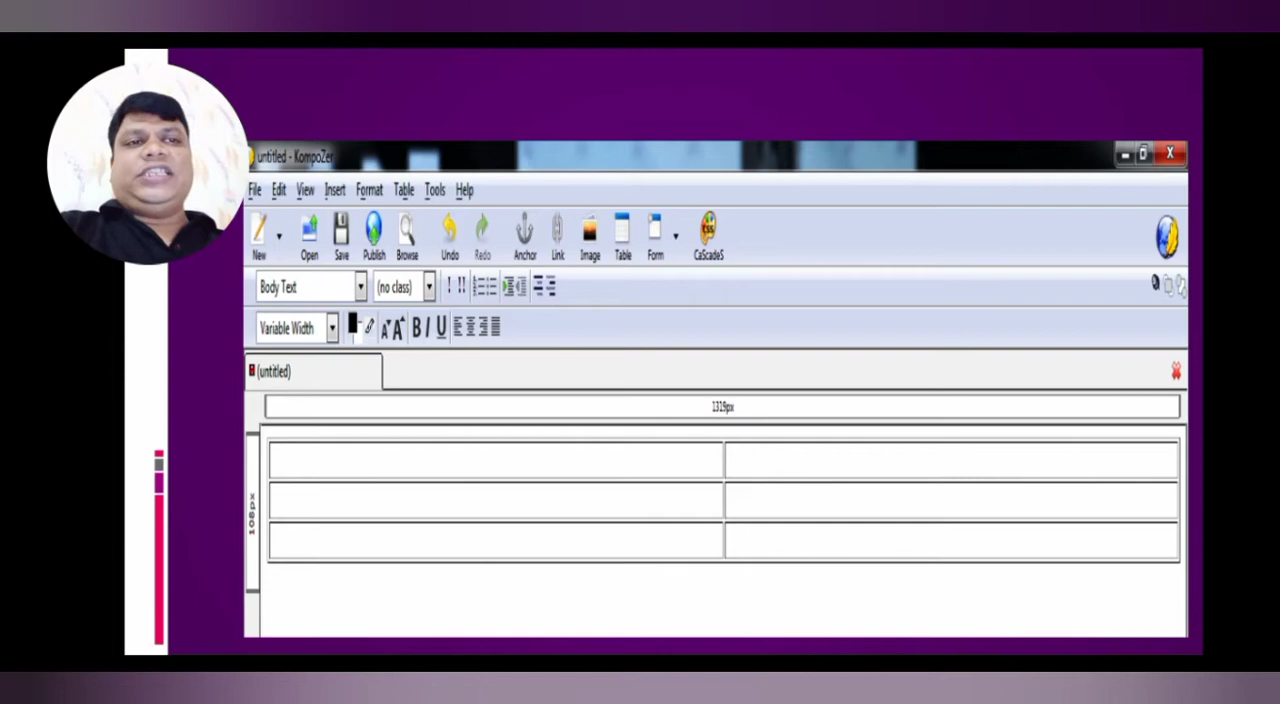 untitled - KompoZer
File Edit View Insert Format Table Tools Help
New Open Save Publish Browse Undo Redo Anchor Link Image Table Form CaScadeS
CSS
Body Text (no class) ! !!
Variable Width A A B I U
(untitled)
1319px
108px